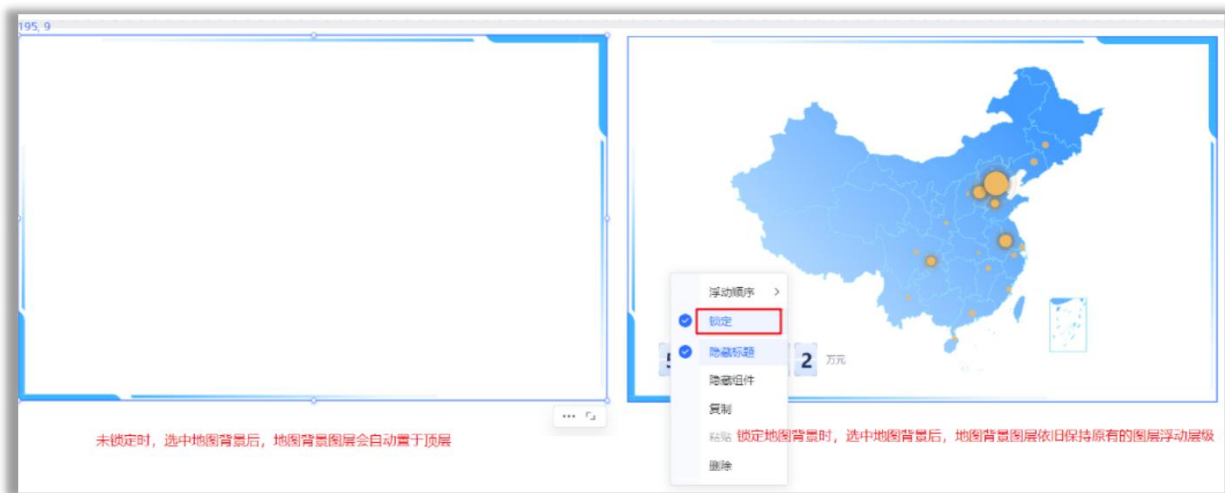 195, 9
浮动顺序
锁定
隐藏标题
5
2 万元
隐藏组件
复制
粘贴
删除
未锁定时，选中地图背景后，地图背景图层会自动置于顶层
锁定地图背景时，选中地图背景后，地图背景图层依旧保持原有的图层浮动层级